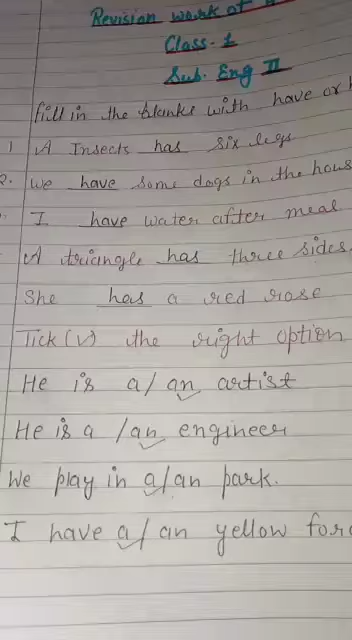 Revision work of
Class. 1
Sub. Eng II
fill in the blanks with have or
1 A Insects has six legs
2. we have some dogs in the hous
I have water after meal
A triangle has three sides.
She has a red rose
Tick (✓) the right option
He is a/an artist
He is a /an engineer
We play in a/an park.
I have a/an yellow